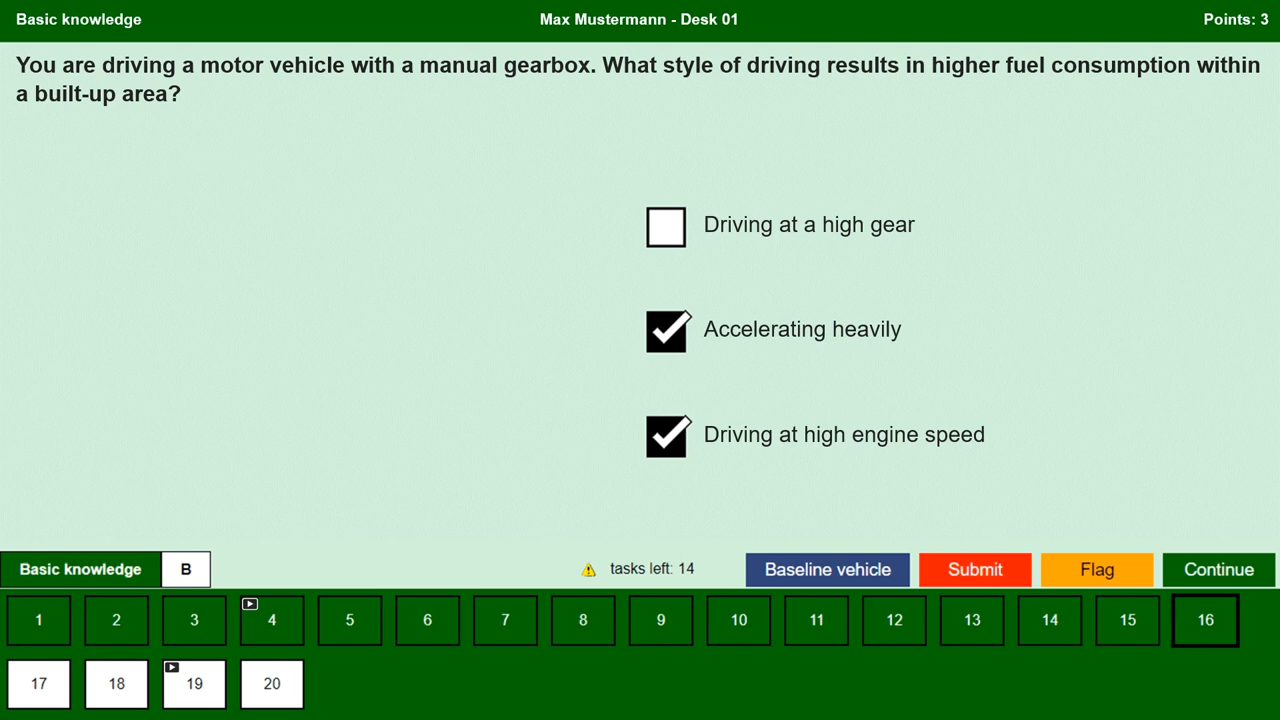 Basic knowledge
Max Mustermann - Desk 01
Points: 3
You are driving a motor vehicle with a manual gearbox. What style of driving results in higher fuel consumption within
a built-up area?
Driving at a high gear
Accelerating heavily
Driving at high engine speed
Basic knowledge
B
tasks left: 14
Baseline vehicle
Submit
Flag
Continue
1 2 3 4 5 6 7 8 9 10 11 12 13 14 15 16
17 18 19 20